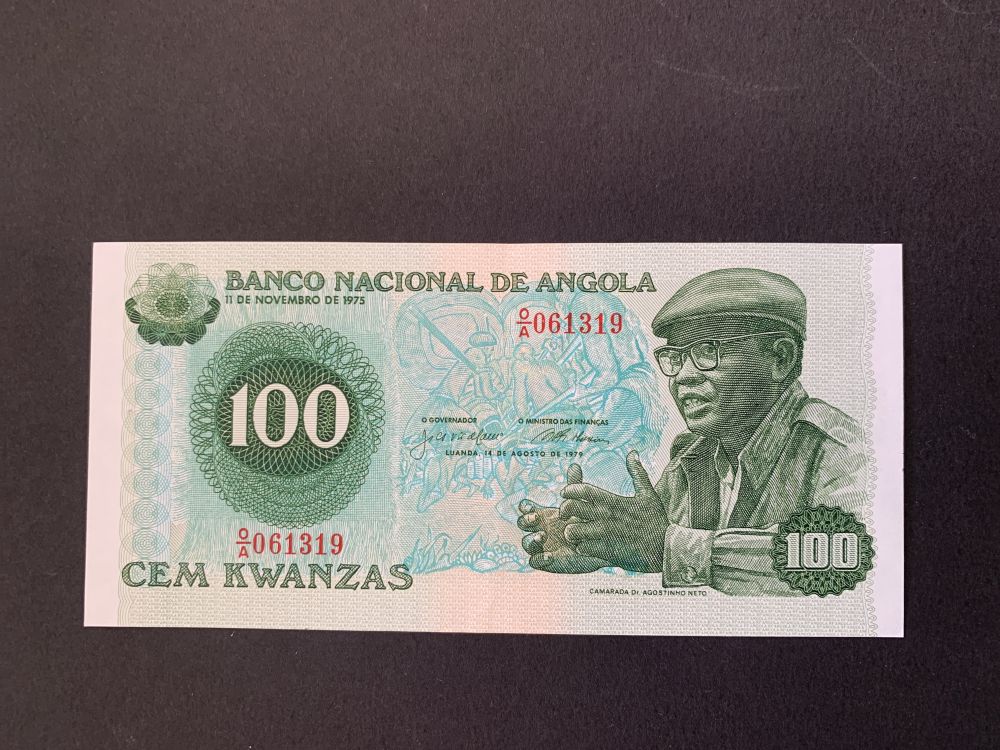 BANCO NACIONAL DE ANGOLA
11 DE NOVEMBRO DE 1975
O/A 061319
100
O GOVERNADOR O MINISTRO DAS FINANÇAS
LUANDA, 14 DE AGOSTO DE 1979
O/A 061319
100
CEM KWANZAS
CAMARADA Dr. AGOSTINHO NETO